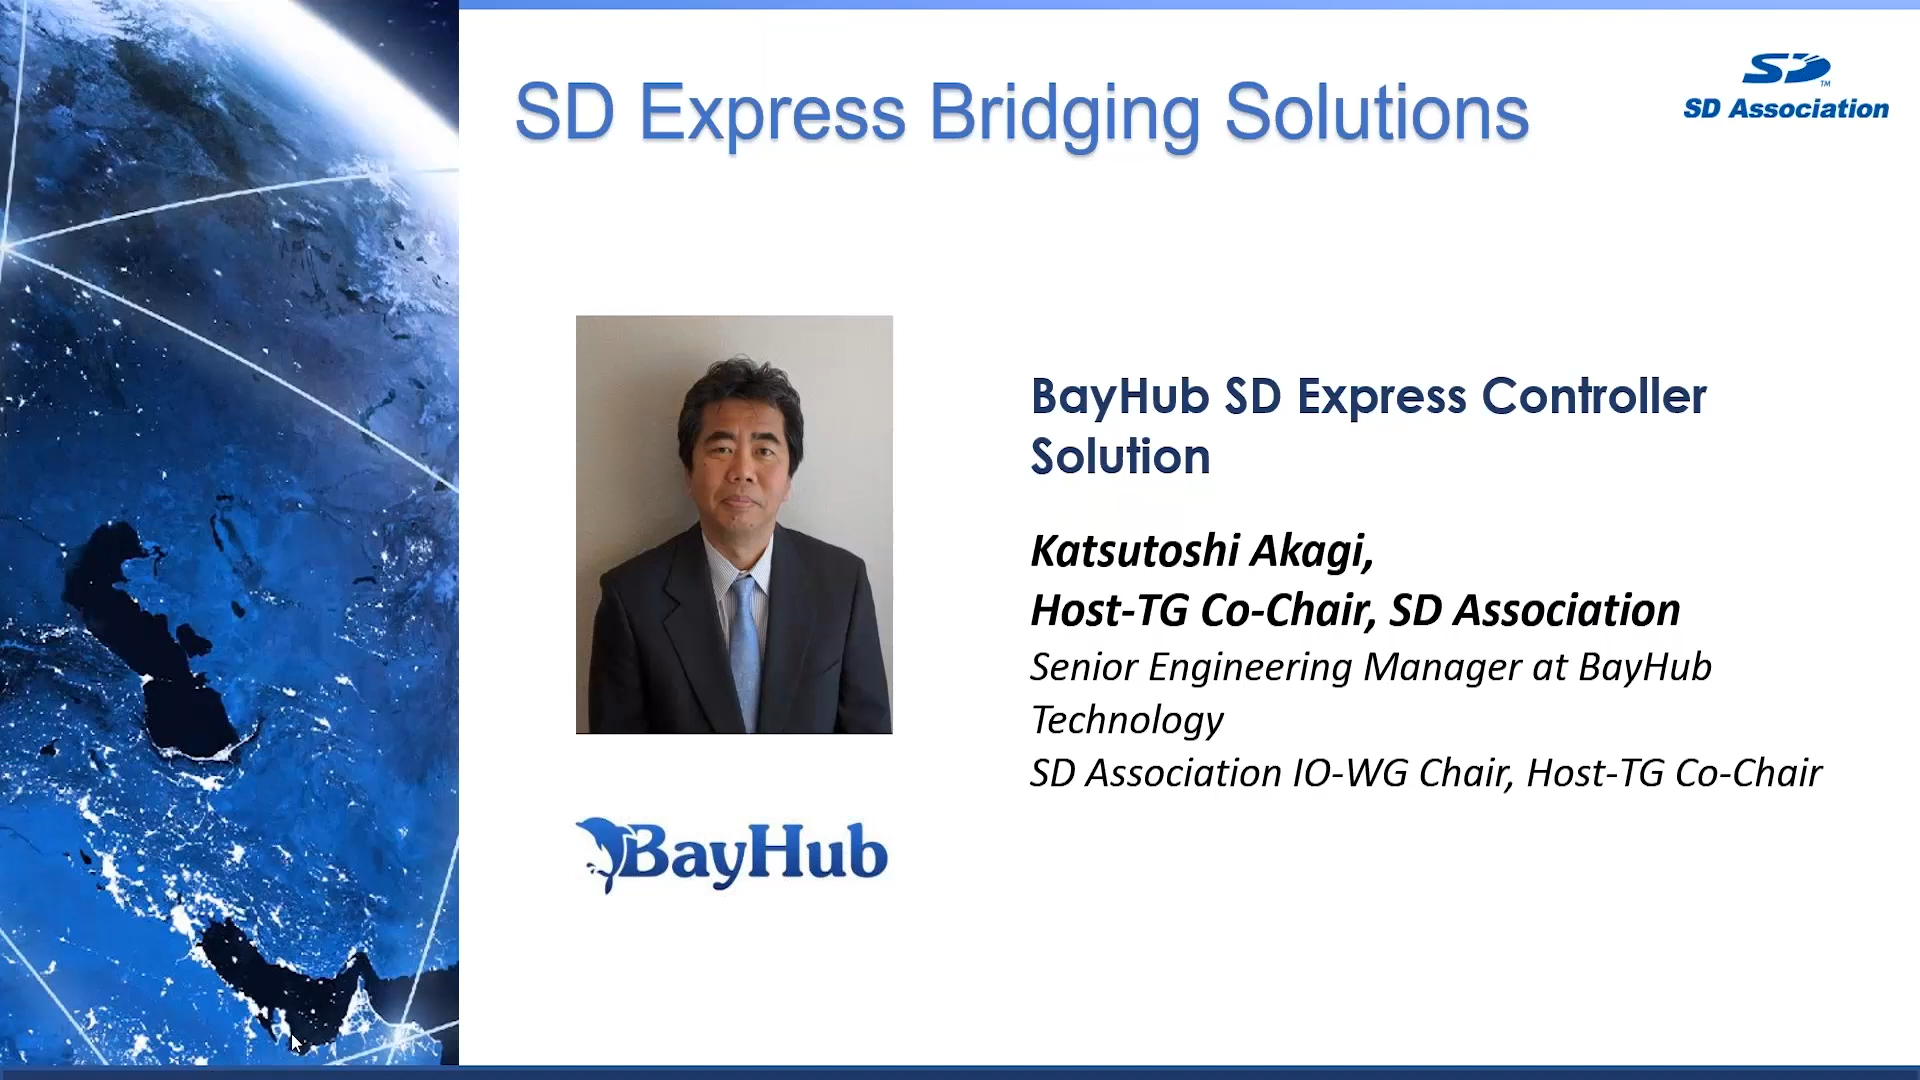 SD Express Bridging Solutions
SD
TM
SD Association
BayHub SD Express Controller
Solution
Katsutoshi Akagi,
Host-TG Co-Chair, SD Association
Senior Engineering Manager at BayHub
Technology
SD Association IO-WG Chair, Host-TG Co-Chair
BayHub